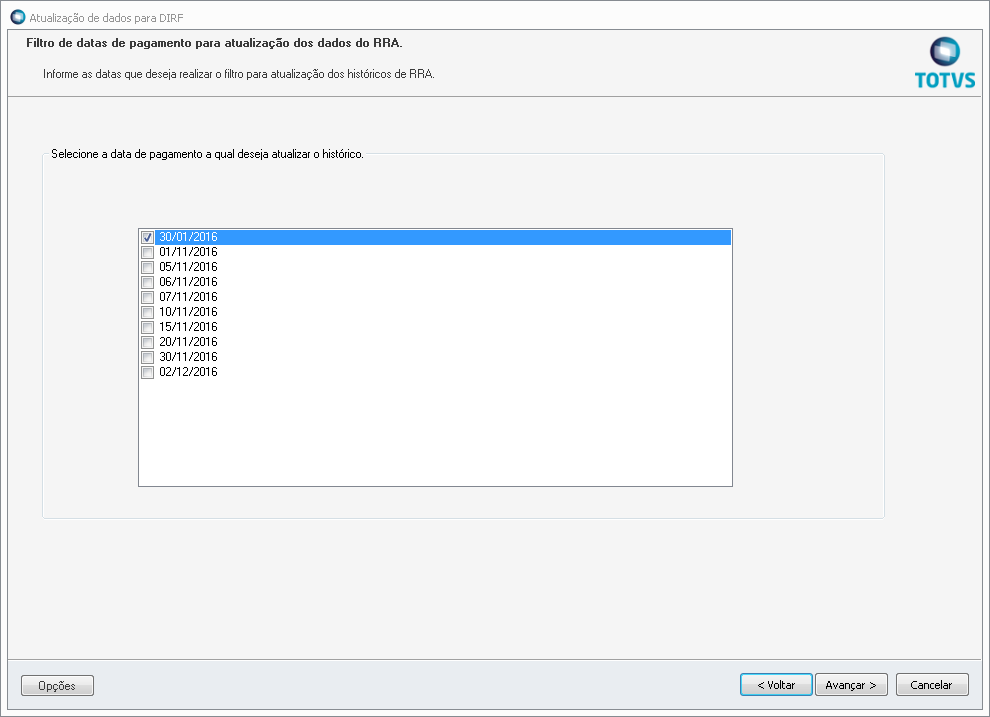 Atualização de dados para DIRF
Filtro de datas de pagamento para atualização dos dados do RRA.
Informe as datas que deseja realizar o filtro para atualização dos históricos de RRA.
TOTVS
Selecione a data de pagamento a qual deseja atualizar o histórico.
30/01/2016
01/11/2016
05/11/2016
06/11/2016
07/11/2016
10/11/2016
15/11/2016
20/11/2016
30/11/2016
02/12/2016
Opções
< Voltar
Avançar >
Cancelar